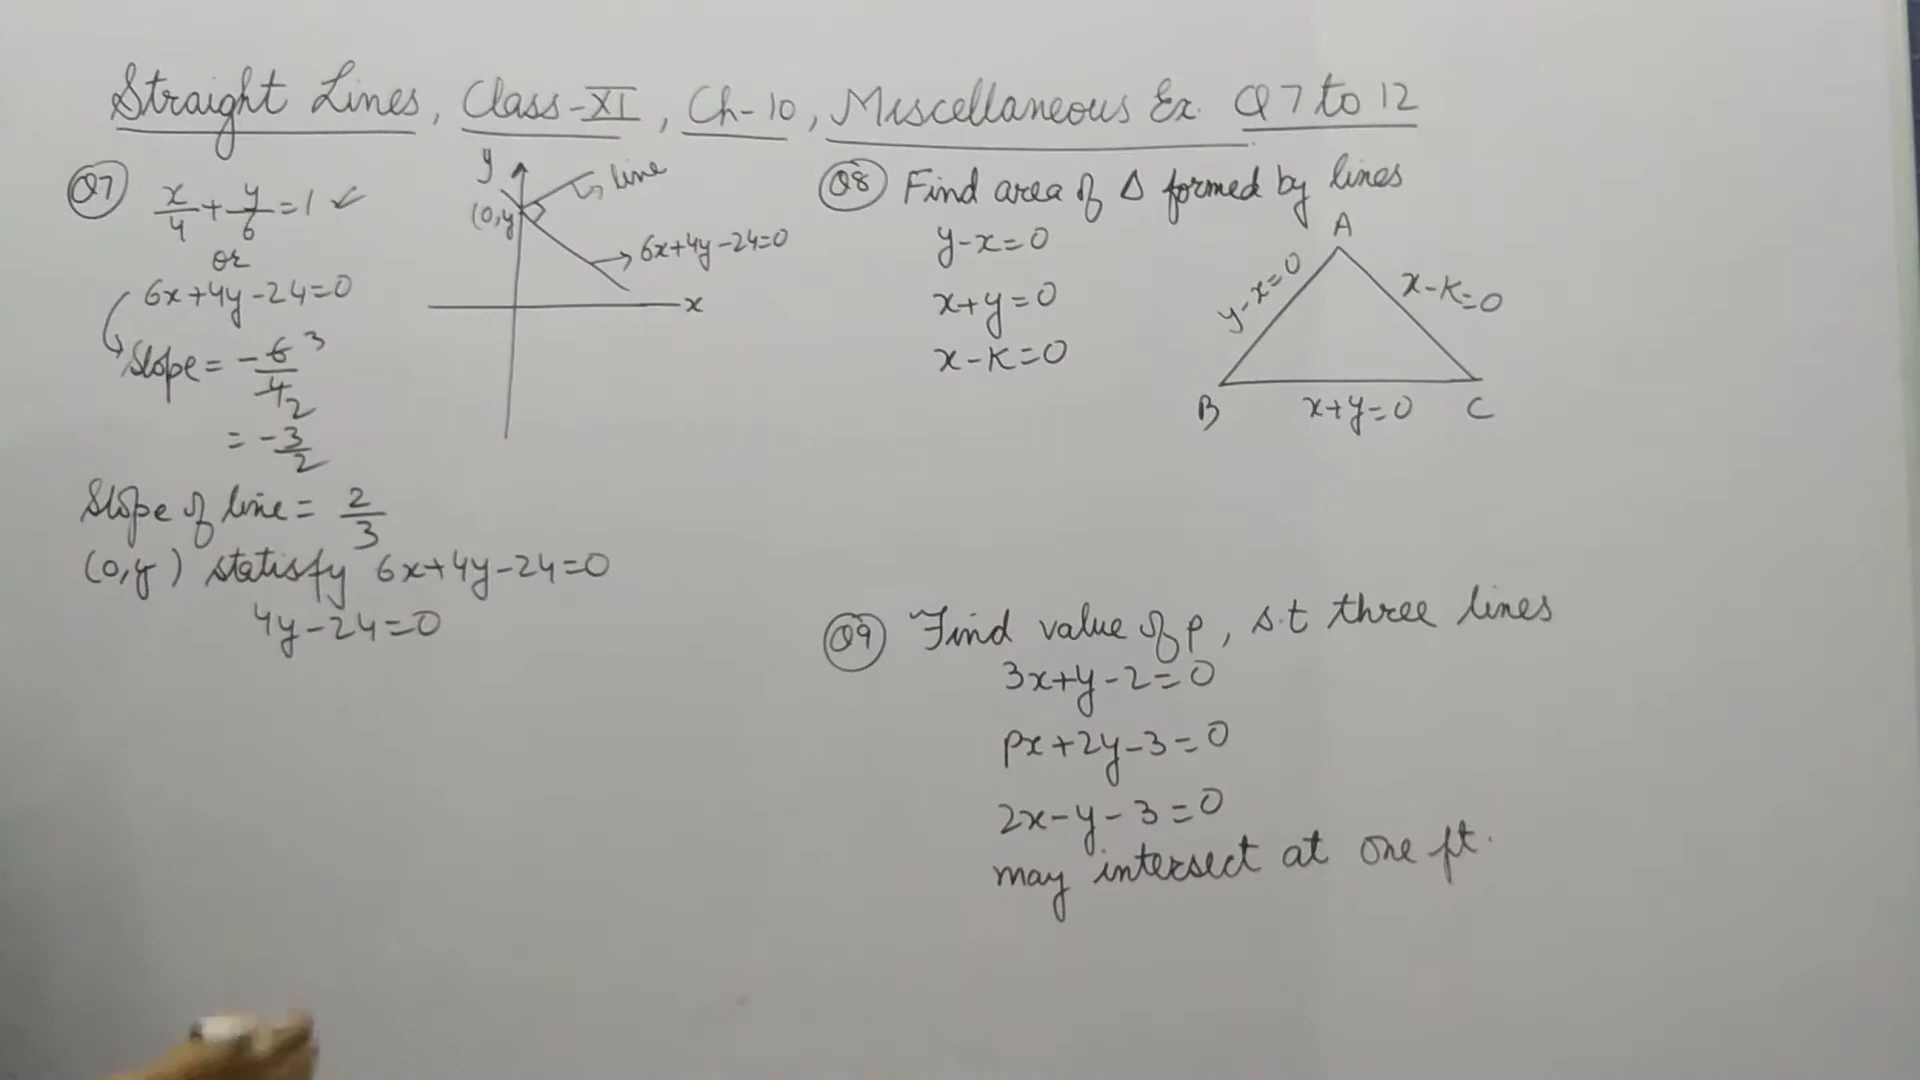 Straight Lines, Class-XI, Ch-10, Miscellaneous Ex. Q7 to 12
Q7 x/4 + y/6 = 1
or
6x+4y-24=0
Slope = -6/4 3 2
= -3/2
Slope of line = 2/3
(0,y) statisfy 6x+4y-24=0
4y-24=0
y
line
(0,y
6x+4y-24=0
x
Q8 Find area of Δ formed by lines
y-x=0
x+y=0
x-K=0
A
y-x=0
x-K=0
B
x+y=0
C
Q9 Find value of p, s.t three lines
3x+y-2=0
px+2y-3=0
2x-y-3=0
may intersect at one pt.